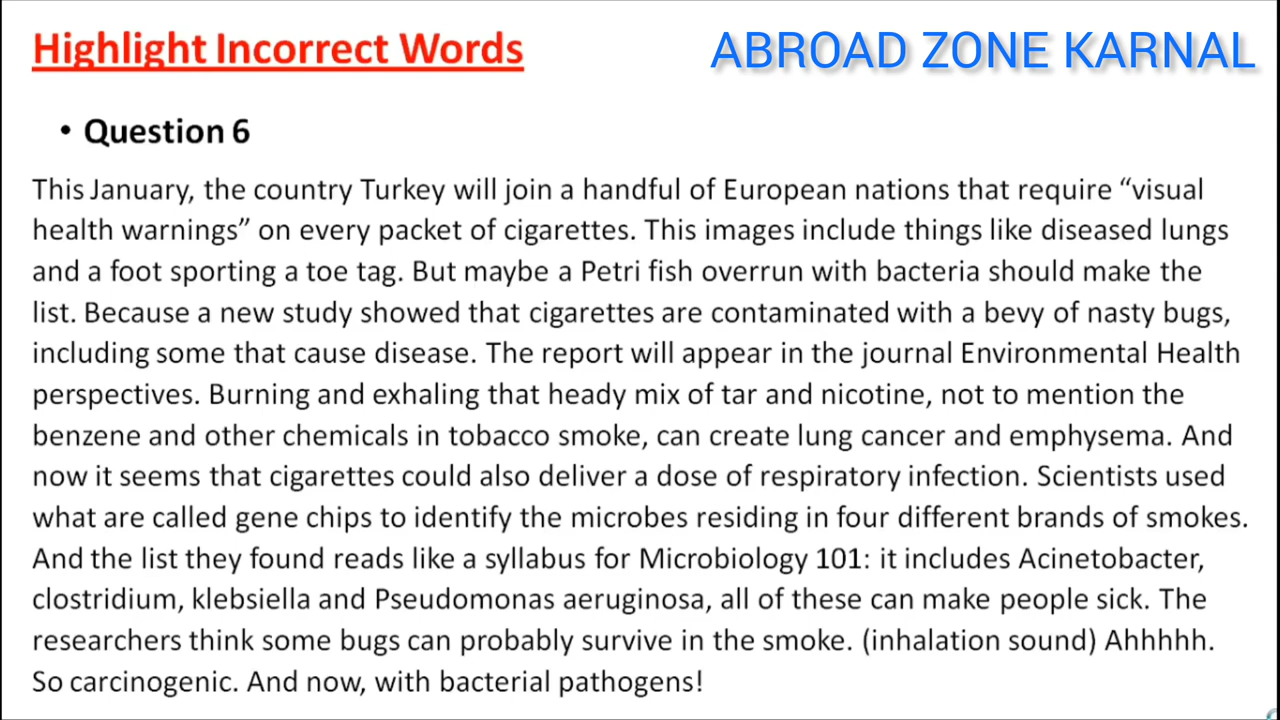 Highlight Incorrect Words
ABROAD ZONE KARNAL
• Question 6
This January, the country Turkey will join a handful of European nations that require “visual
health warnings” on every packet of cigarettes. This images include things like diseased lungs
and a foot sporting a toe tag. But maybe a Petri fish overrun with bacteria should make the
list. Because a new study showed that cigarettes are contaminated with a bevy of nasty bugs,
including some that cause disease. The report will appear in the journal Environmental Health
perspectives. Burning and exhaling that heady mix of tar and nicotine, not to mention the
benzene and other chemicals in tobacco smoke, can create lung cancer and emphysema. And
now it seems that cigarettes could also deliver a dose of respiratory infection. Scientists used
what are called gene chips to identify the microbes residing in four different brands of smokes.
And the list they found reads like a syllabus for Microbiology 101: it includes Acinetobacter,
clostridium, klebsiella and Pseudomonas aeruginosa, all of these can make people sick. The
researchers think some bugs can probably survive in the smoke. (inhalation sound) Ahhhhh.
So carcinogenic. And now, with bacterial pathogens!